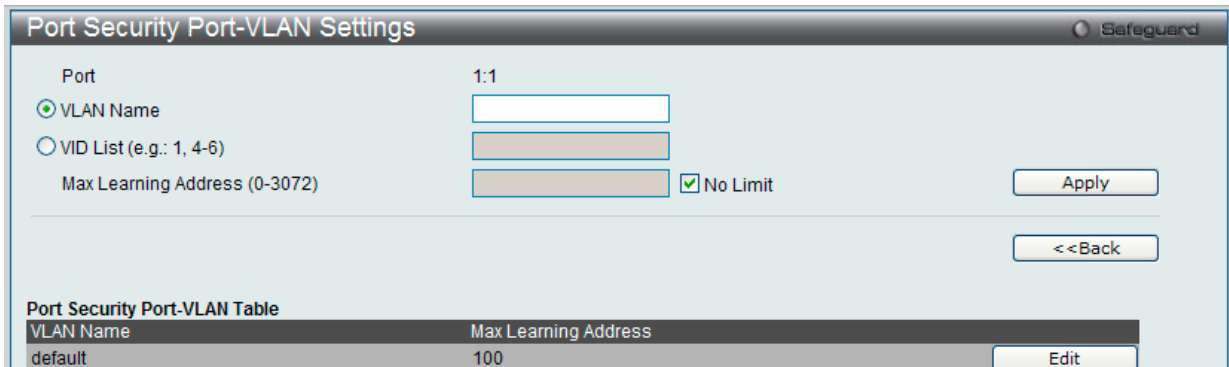 Port Security Port-VLAN Settings
Safeguard
Port 1:1
VLAN Name
VID List (e.g.: 1, 4-6)
Max Learning Address (0-3072) No Limit Apply
<<Back
Port Security Port-VLAN Table
VLAN Name Max Learning Address
default 100 Edit